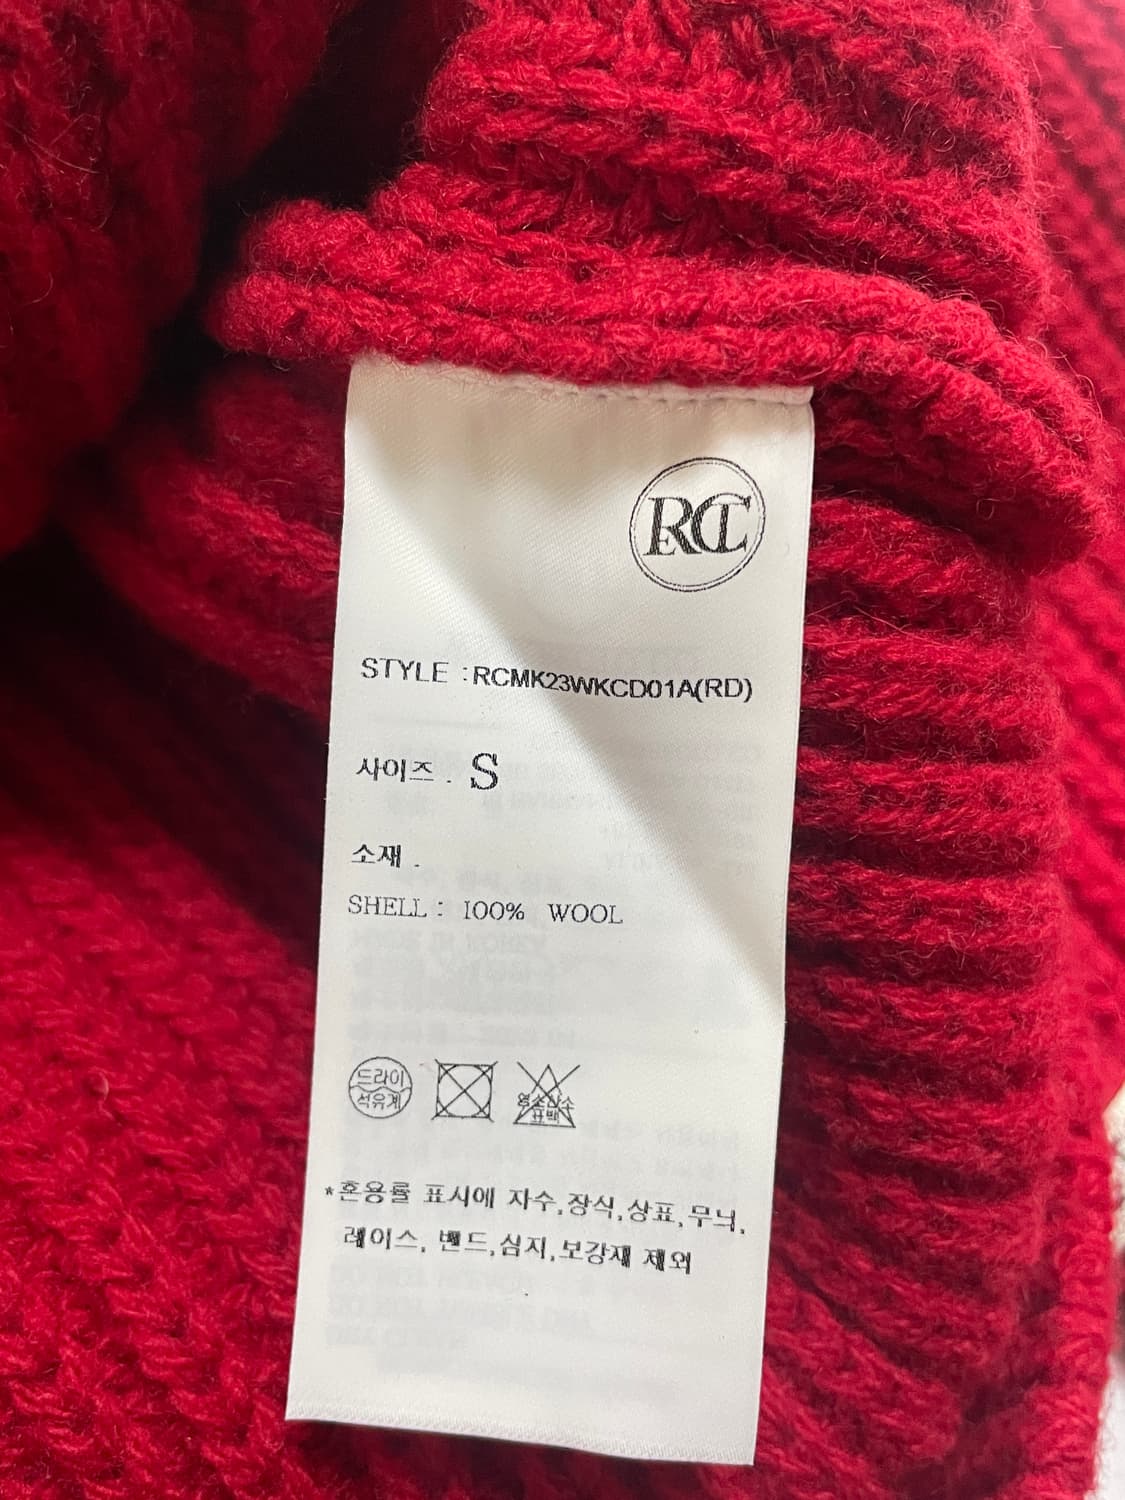 RECT
STYLE :RCMK23WKCD01A(RD)
사이즈 . S
소재 .
SHELL : 100% WOOL
드라이
석유계
염소산소
표백
*혼용률 표시에 자수,장식,상표,무늬,
레이스, 밴드,심지,보강재 제외